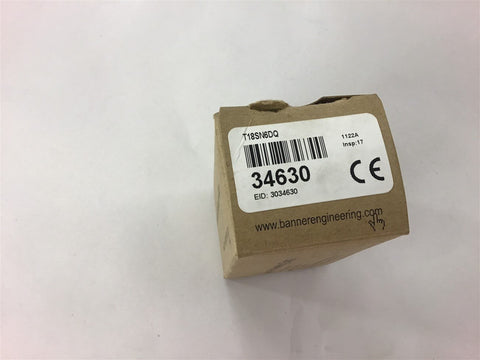 T18SN6DQ
1122A
Insp:17
34630
CE
EID: 3034630
www.bannerengineering.com